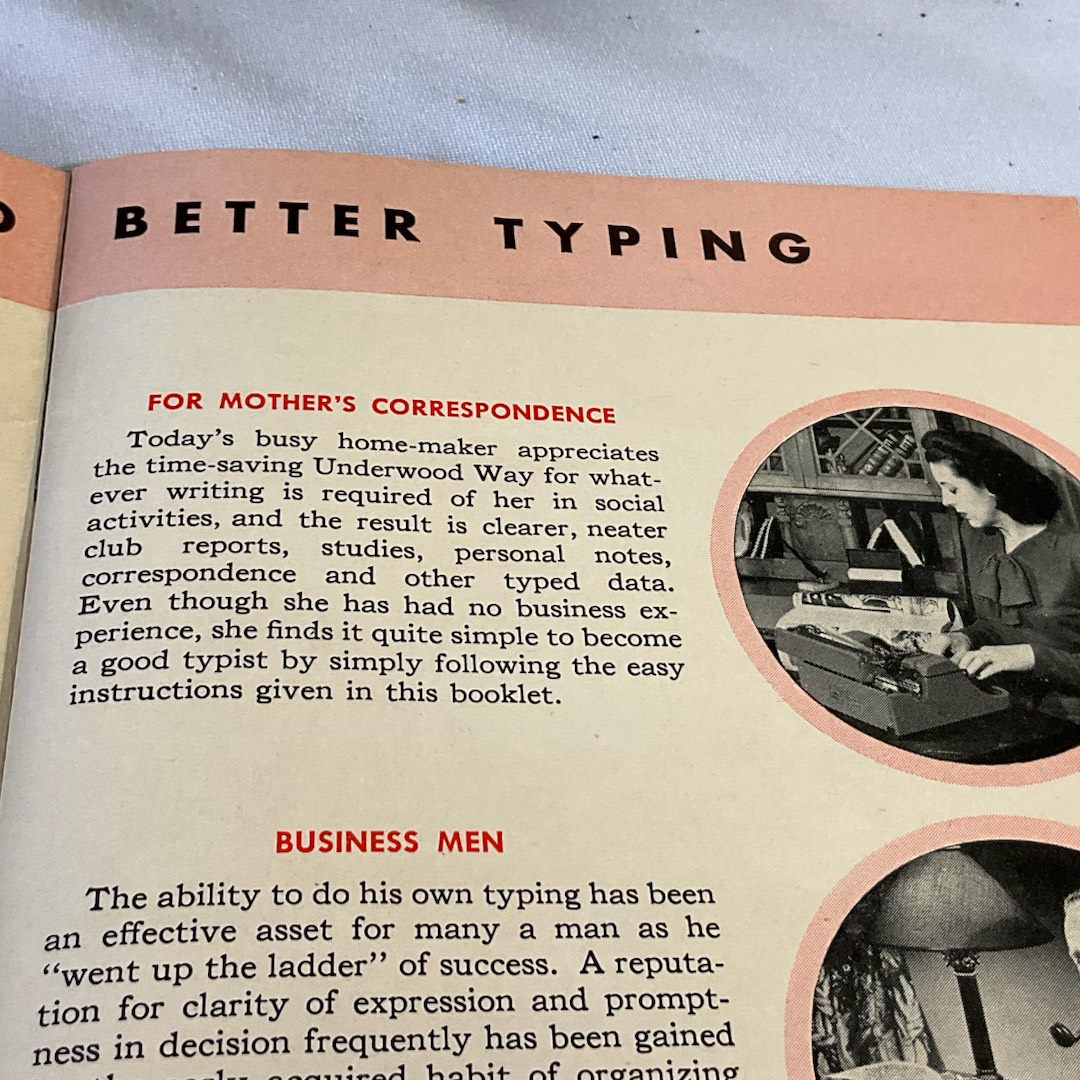 BETTER TYPING
FOR MOTHER'S CORRESPONDENCE
Today's busy home-maker appreciates
the time-saving Underwood Way for what-
ever writing is required of her in social
activities, and the result is clearer, neater
club reports, studies, personal notes,
correspondence and other typed data.
Even though she has had no business ex-
perience, she finds it quite simple to become
a good typist by simply following the easy
instructions given in this booklet.
BUSINESS MEN
The ability to do his own typing has been
an effective asset for many a man as he
“went up the ladder” of success. A reputa-
tion for clarity of expression and prompt-
ness in decision frequently has been gained
acquired habit of organizing